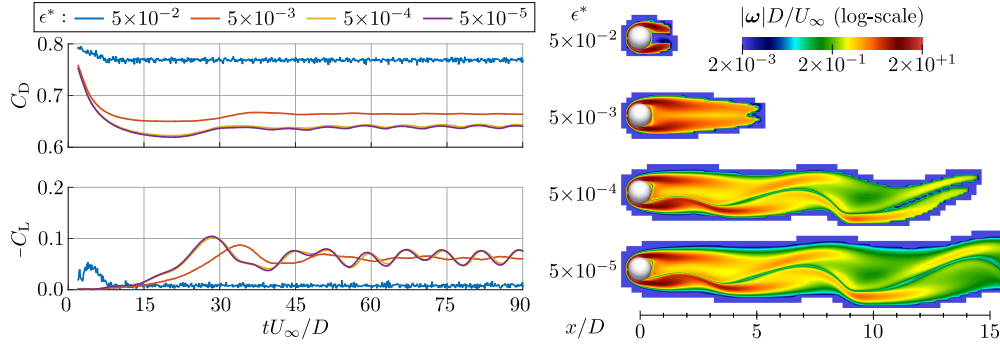 ϵ* : 5×10⁻² 5×10⁻³ 5×10⁻⁴ 5×10⁻⁵
0.8
0.7
0.6
C_D
0.2
0.1
0.0
−C_L
0 15 30 45 60 75 90
tU∞/D
ϵ*
5×10⁻²
5×10⁻³
5×10⁻⁴
5×10⁻⁵
|ω|D/U∞ (log-scale)
2×10⁻³ 2×10⁻¹ 2×10⁺¹
x/D 0 5 10 15